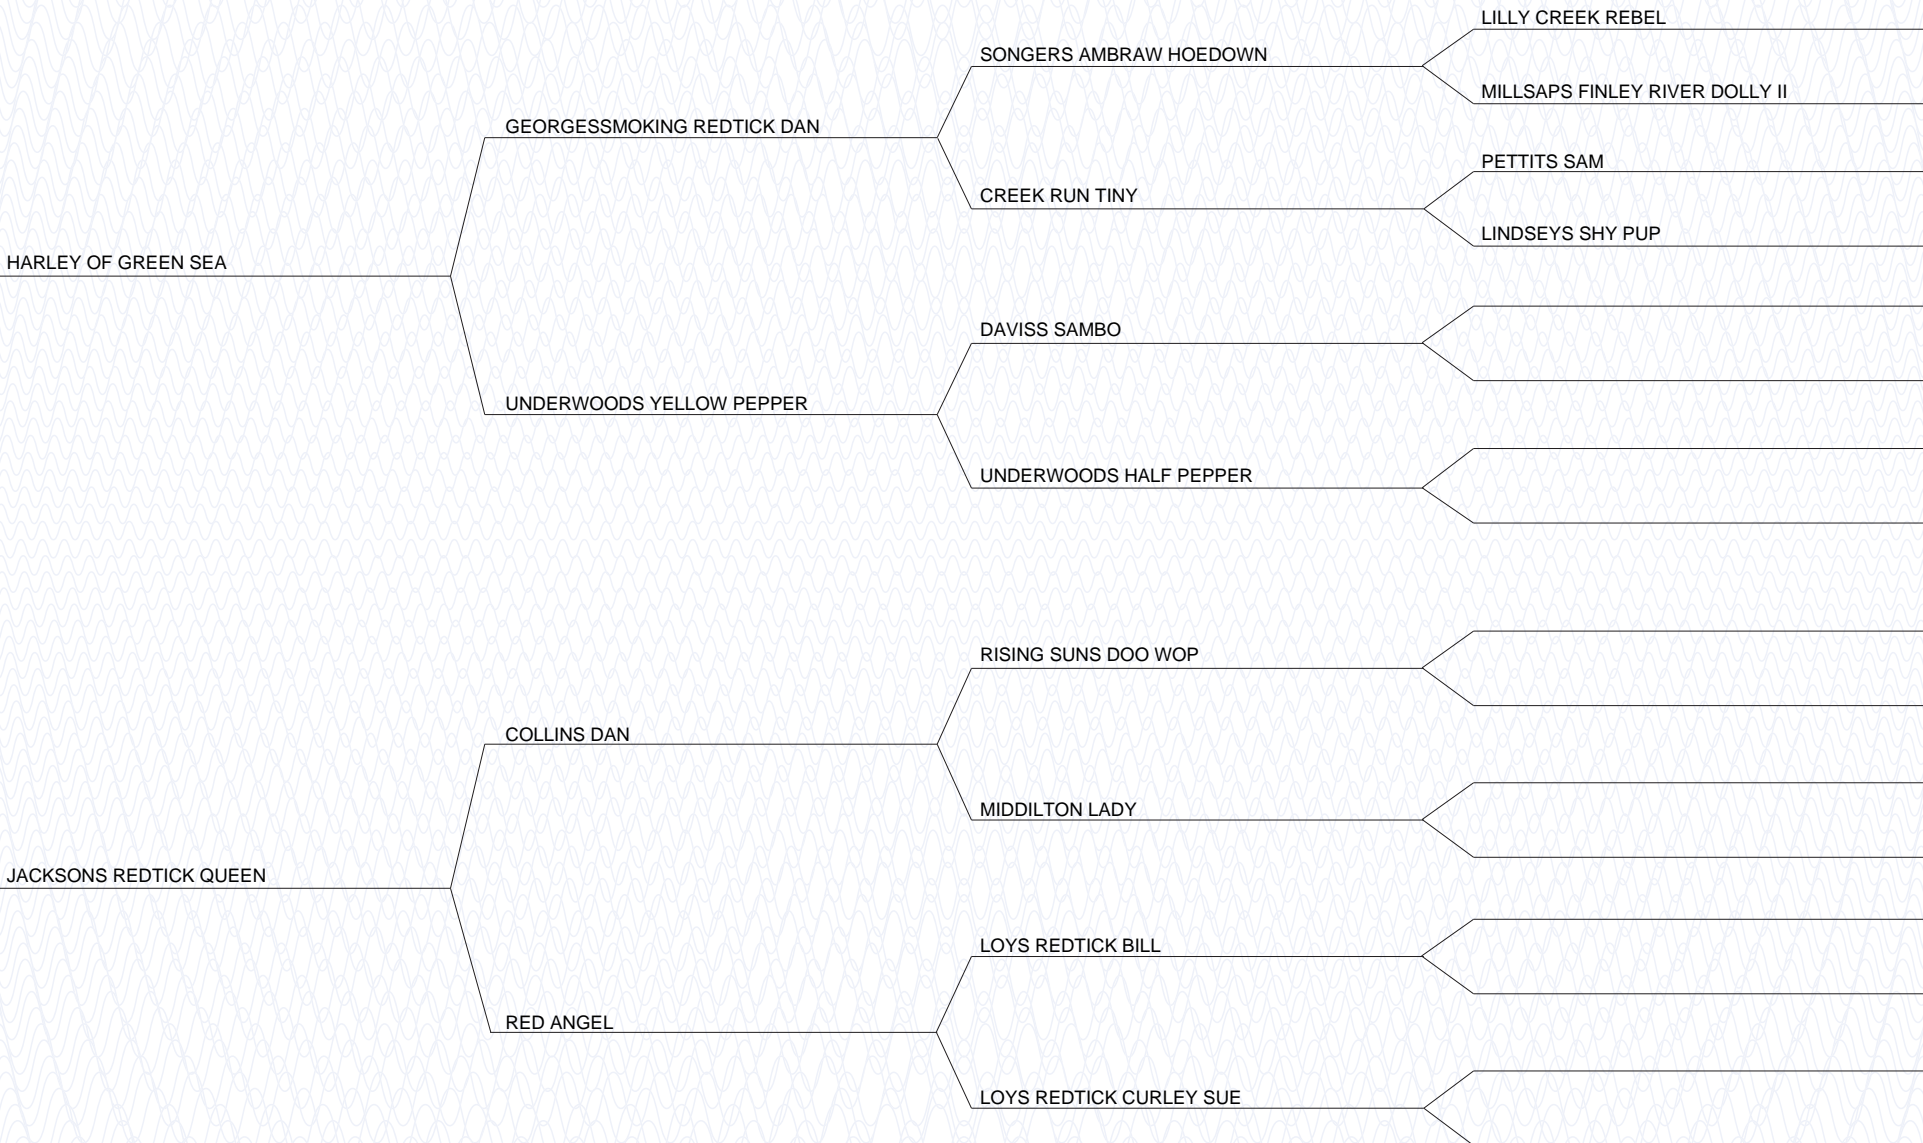 LILLY CREEK REBEL
SONGERS AMBRAW HOEDOWN
MILLSAPS FINLEY RIVER DOLLY II
GEORGESSMOKING REDTICK DAN
PETTITS SAM
CREEK RUN TINY
LINDSEYS SHY PUP
HARLEY OF GREEN SEA
DAVISS SAMBO
UNDERWOODS YELLOW PEPPER
UNDERWOODS HALF PEPPER
RISING SUNS DOO WOP
COLLINS DAN
MIDDILTON LADY
JACKSONS REDTICK QUEEN
LOYS REDTICK BILL
RED ANGEL
LOYS REDTICK CURLEY SUE